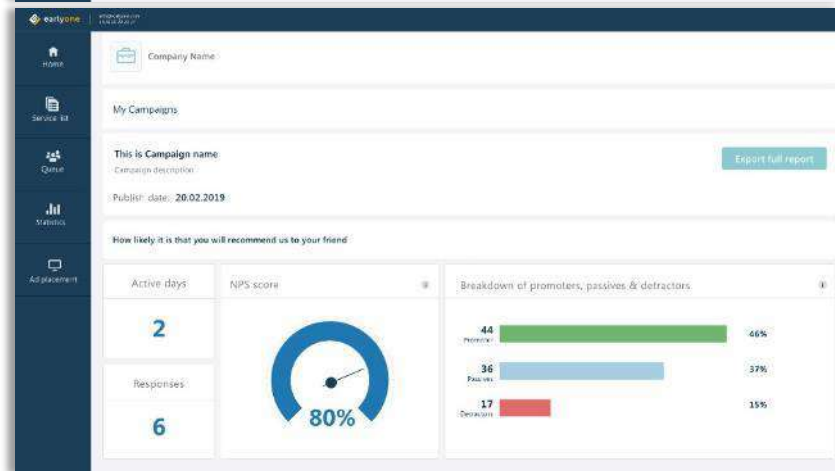 earlyone
Home
Company Name
Service list
My Campaigns
Queue
This is Campaign name
Campaign description
Export full report
Publish date: 20.02.2019
Statistics
How likely it is that you will recommend us to your friend
Ad placement
Active days
2
Responses
6
NPS score
80%
Breakdown of promoters, passives & detractors
44
Promoter
46%
36
Passives
37%
17
Detractors
15%